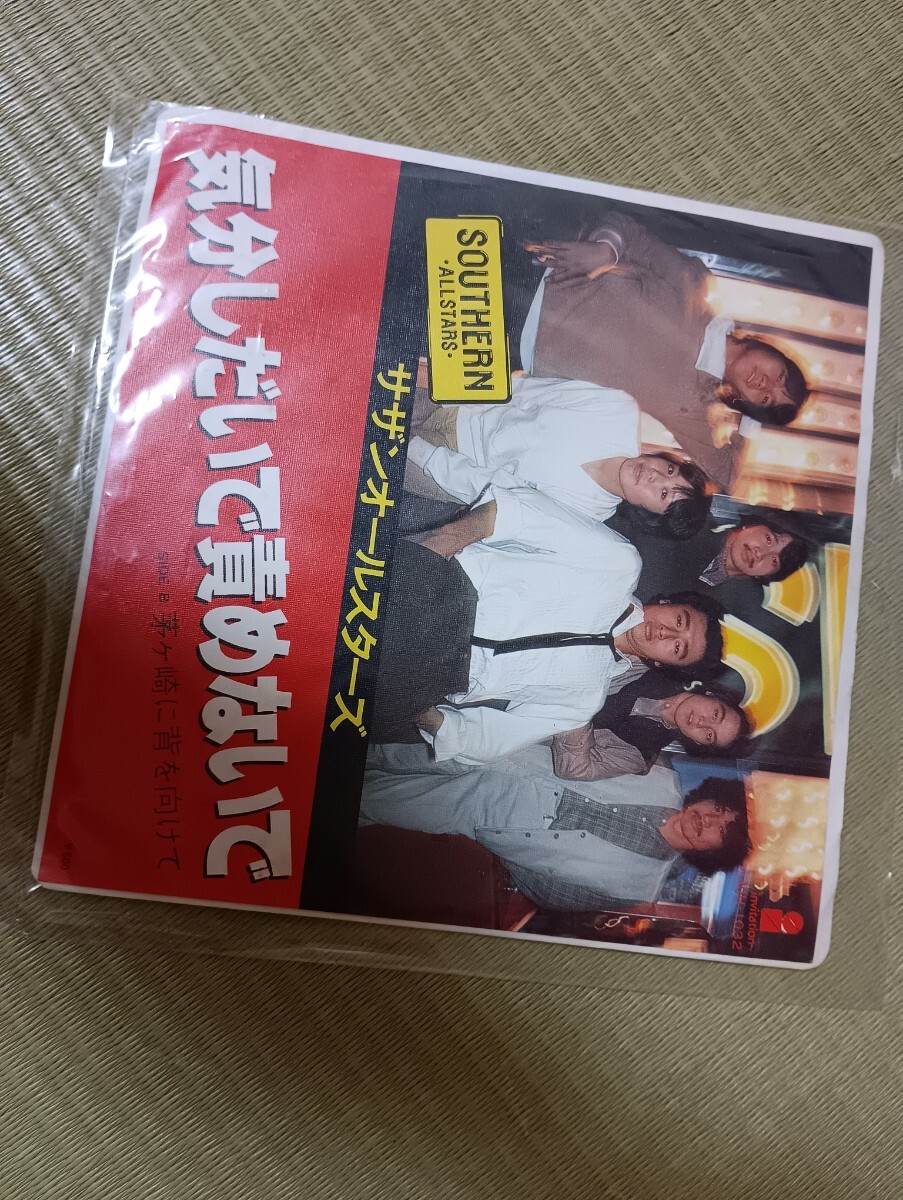 気分しだいで責めないで
SIDE B 茅ヶ崎に背を向けて
サザンオールスターズ
SOUTHERN
・ALLSTARS・
invitation